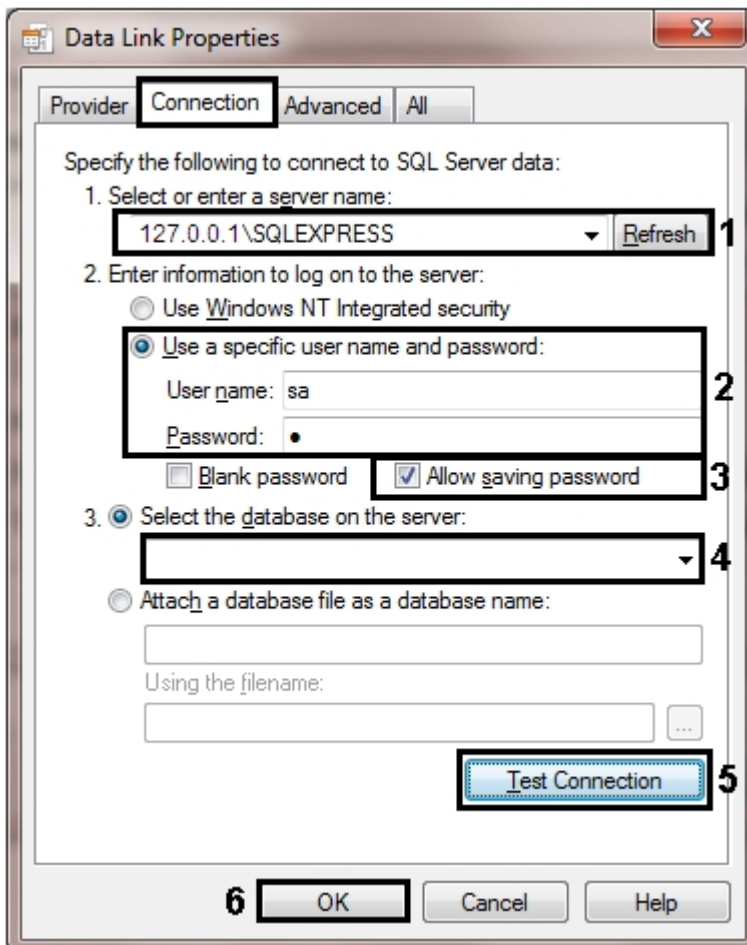 Data Link Properties
Provider Connection Advanced All
Specify the following to connect to SQL Server data:
1. Select or enter a server name:
127.0.0.1\SQLEXPRESS Refresh 1
2. Enter information to log on to the server:
Use Windows NT Integrated security
Use a specific user name and password:
User name: sa 2
Password: ●
Blank password Allow saving password 3
3. Select the database on the server:
4
Attach a database file as a database name:
Using the filename:
...
Test Connection 5
6 OK Cancel Help